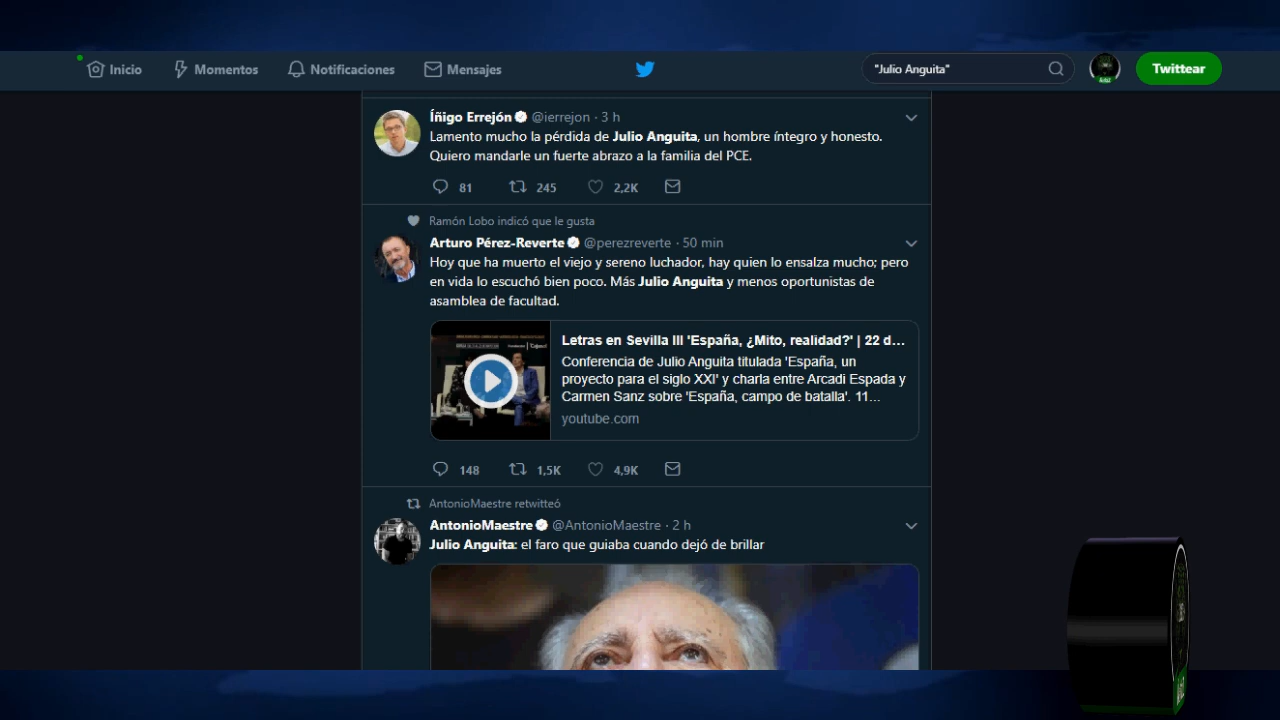 Inicio
Momentos
Notificaciones
Mensajes
"Julio Anguita"
Twittear
Íñigo Errejón @ierrejon · 3 h
Lamento mucho la pérdida de Julio Anguita, un hombre íntegro y honesto.
Quiero mandarle un fuerte abrazo a la familia del PCE.
81 245 2,2K
Ramón Lobo indicó que le gusta
Arturo Pérez-Reverte @perezreverte · 50 min
Hoy que ha muerto el viejo y sereno luchador, hay quien lo ensalza mucho; pero
en vida lo escuchó bien poco. Más Julio Anguita y menos oportunistas de
asamblea de facultad.
Letras en Sevilla III 'España, ¿Mito, realidad?' | 22 d...
Conferencia de Julio Anguita titulada 'España, un
proyecto para el siglo XXI' y charla entre Arcadi Espada y
Carmen Sanz sobre 'España, campo de batalla'. 11...
youtube.com
148 1,5K 4,9K
AntonioMaestre retwitteó
AntonioMaestre @AntonioMaestre · 2 h
Julio Anguita: el faro que guiaba cuando dejó de brillar